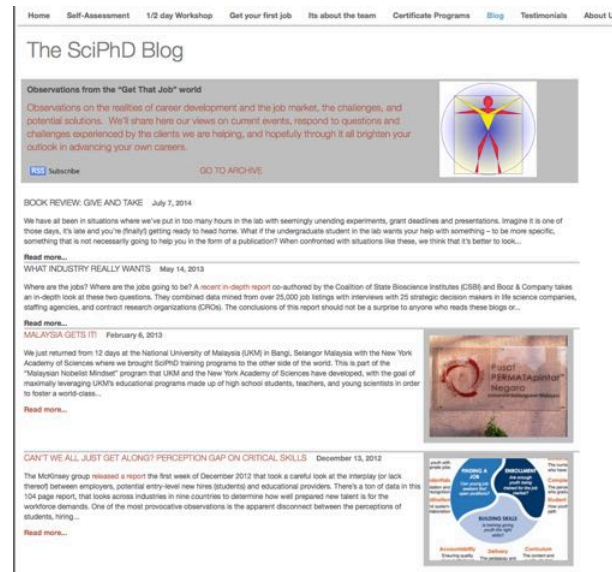 Home Self-Assessment 1/2 day Workshop Get your first job Its about the team Certificate Programs Blog Testimonials About U
The SciPhD Blog
Observations from the "Get That Job" world
Observations on the realities of career development and the job market, the challenges, and
potential solutions. We'll share here our views on current events, respond to questions and
challenges experienced by the clients we are helping, and hopefully through it all brighten your
outlook in advancing your own careers.
RSS Subscribe GO TO ARCHIVE
BOOK REVIEW: GIVE AND TAKE July 7, 2014
We have all been in situations where we've put in too many hours in the lab with seemingly unending experiments, grant deadlines and presentations. Imagine it is one of
those days, it's late and you're (finally!) getting ready to head home. What if the undergraduate student in the lab wants your help with something – to be more specific,
something that is not necessarily going to help you in the form of a publication? When confronted with situations like these, we think that it's better to look...
Read more...
WHAT INDUSTRY REALLY WANTS May 14, 2013
Where are the jobs? Where are the jobs going to be? A recent in-depth report co-authored by the Coalition of State Bioscience Institutes (CSBI) and Booz & Company takes
an in-depth look at these two questions. They combined data mined from over 25,000 job listings with interviews with 25 strategic decision makers in life science companies,
staffing agencies, and contract research organizations (CROs). The conclusions of this report should not be a surprise to anyone who reads these blogs or...
Read more...
MALAYSIA GETS IT! February 6, 2013
We just returned from 12 days at the National University of Malaysia (UKM) in Bangi, Selangor Malaysia with the New York
Academy of Sciences where we brought SciPhD training programs to the other side of the world. This is part of the
"Malaysian Nobelist Mindset" program that UKM and the New York Academy of Sciences have developed, with the goal of
maximally leveraging UKM's educational programs made up of high school students, teachers, and young scientists in order
to foster a world-class...
Read more...
Pusat
PERMATApintar
Negara
CAN'T WE ALL JUST GET ALONG? PERCEPTION GAP ON CRITICAL SKILLS December 13, 2012
The McKinsey group released a report the first week of December 2012 that took a careful look at the interplay (or lack
thereof) between employers, potential entry-level new hires (students) and educational providers. There's a ton of data in this
104 page report, that looks across industries in nine countries to determine how well prepared new talent is for the
workforce demands. One of the most provocative observations is the apparent disconnect between the perceptions of
students, hiring...
Read more...
FINDING A
JOB
ENROLLMENT
BUILDING SKILLS
Accountability Delivery Curriculum